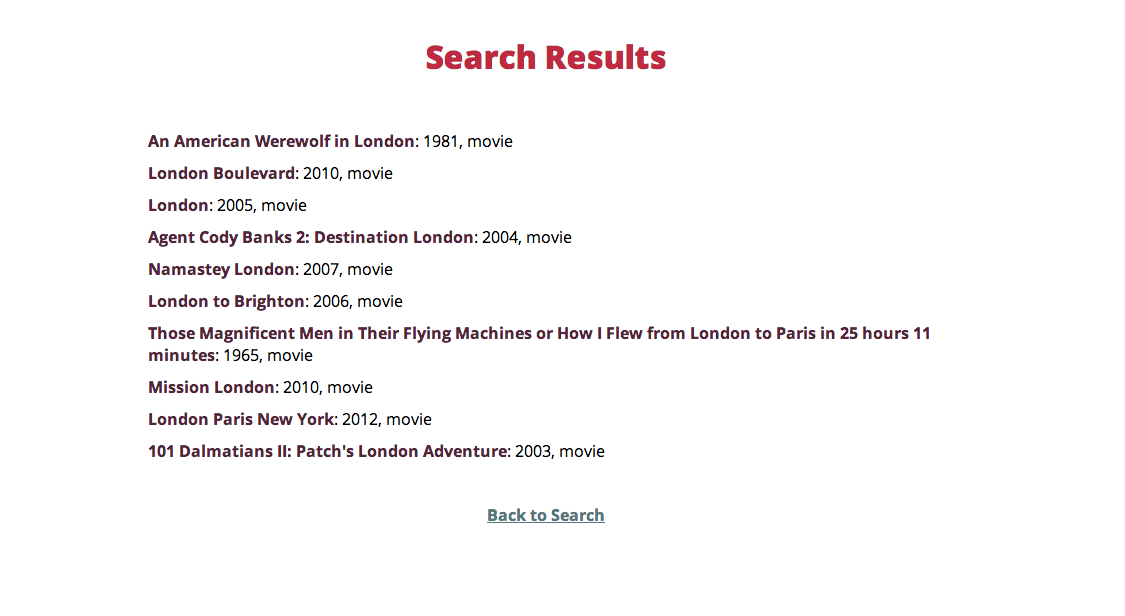 Search Results
An American Werewolf in London: 1981, movie
London Boulevard: 2010, movie
London: 2005, movie
Agent Cody Banks 2: Destination London: 2004, movie
Namastey London: 2007, movie
London to Brighton: 2006, movie
Those Magnificent Men in Their Flying Machines or How I Flew from London to Paris in 25 hours 11
minutes: 1965, movie
Mission London: 2010, movie
London Paris New York: 2012, movie
101 Dalmatians II: Patch's London Adventure: 2003, movie
Back to Search